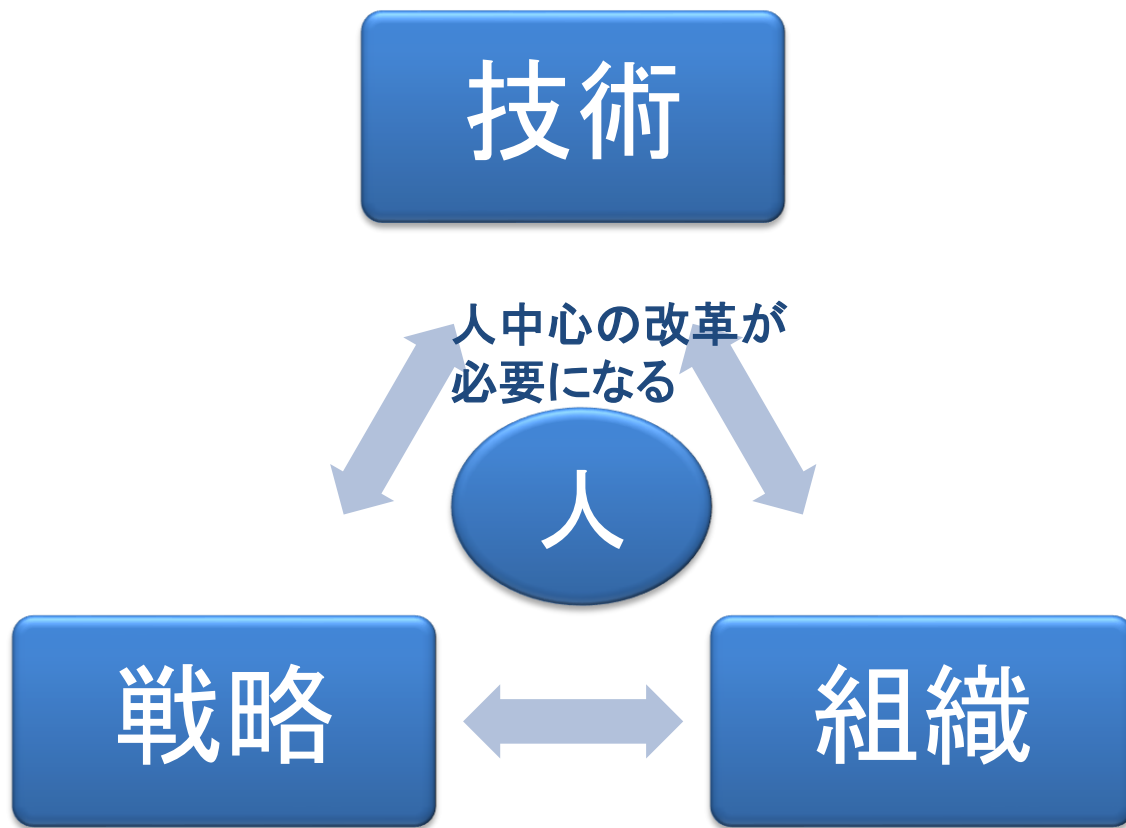 技術
人中心の改革が
必要になる
人
戦略
組織